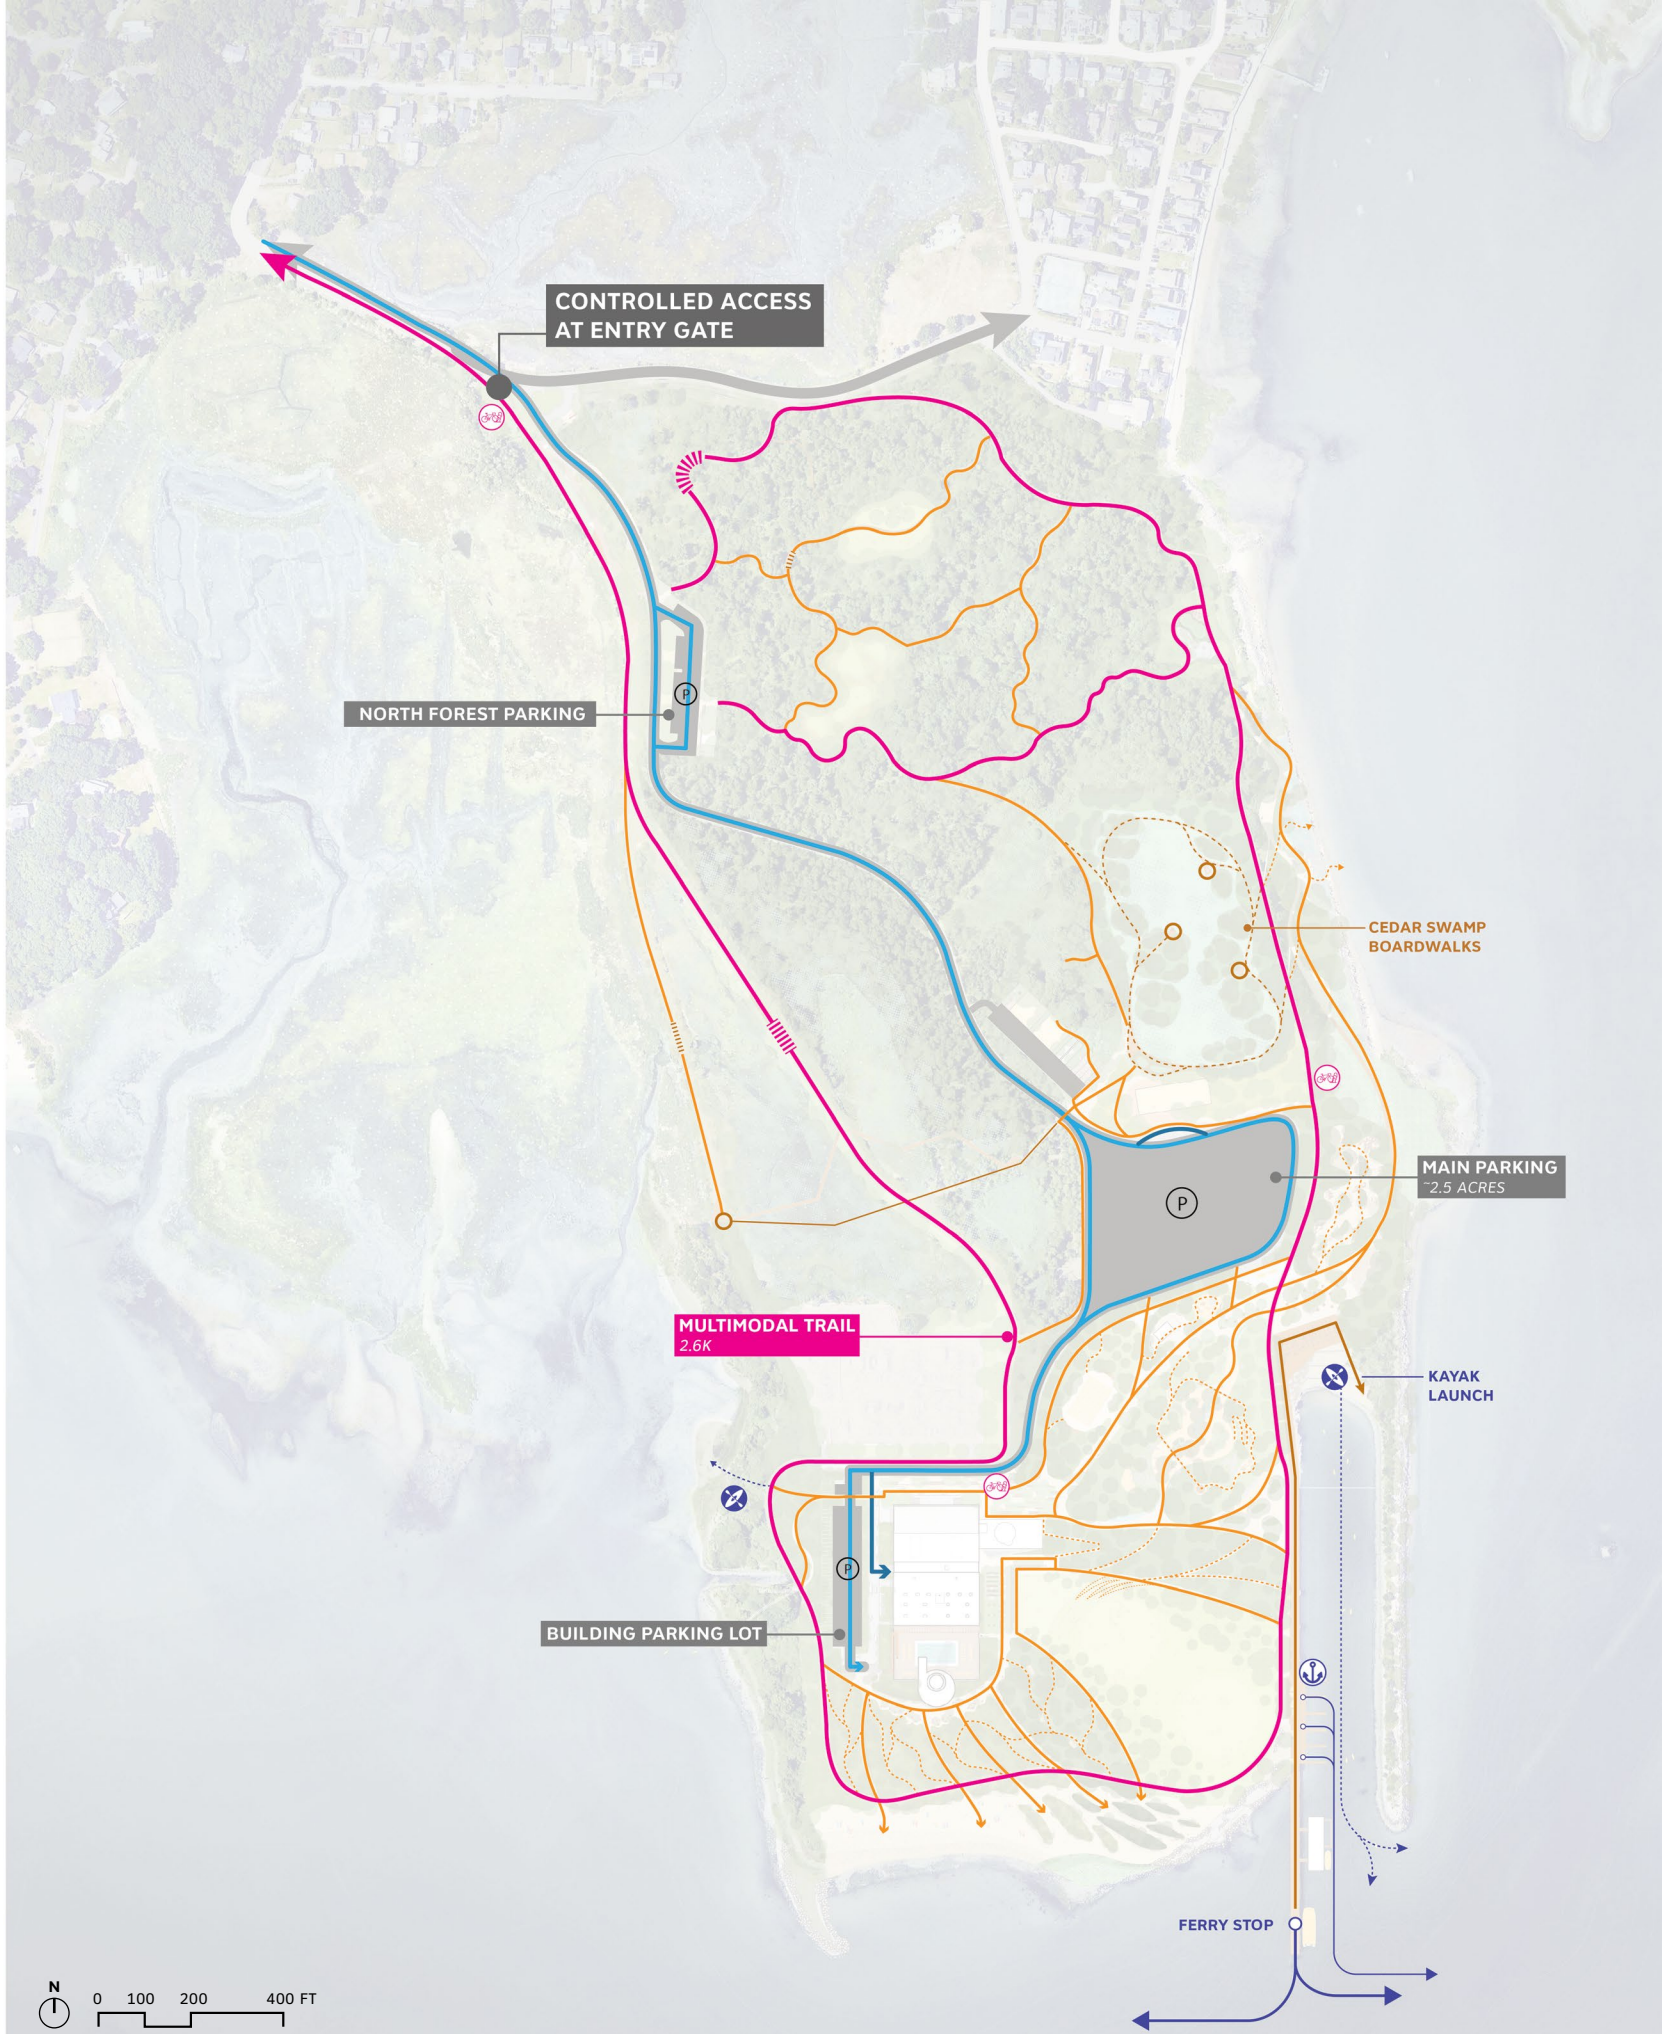 CONTROLLED ACCESS
AT ENTRY GATE
NORTH FOREST PARKING
P
CEDAR SWAMP
BOARDWALKS
MAIN PARKING
~2.5 ACRES
P
MULTIMODAL TRAIL
2.6K
KAYAK
LAUNCH
P
BUILDING PARKING LOT
FERRY STOP
N
0 100 200 400 FT